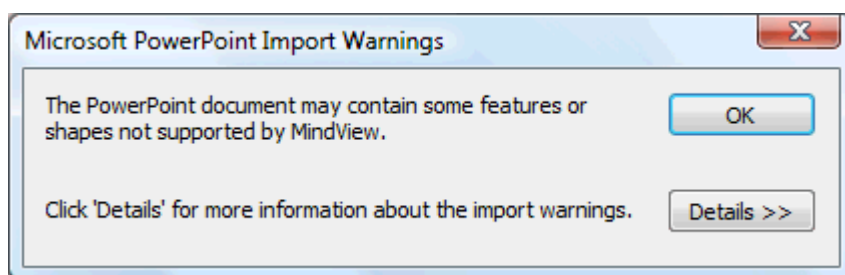 Microsoft PowerPoint Import Warnings
The PowerPoint document may contain some features or
shapes not supported by MindView.
OK
Click 'Details' for more information about the import warnings.
Details >>